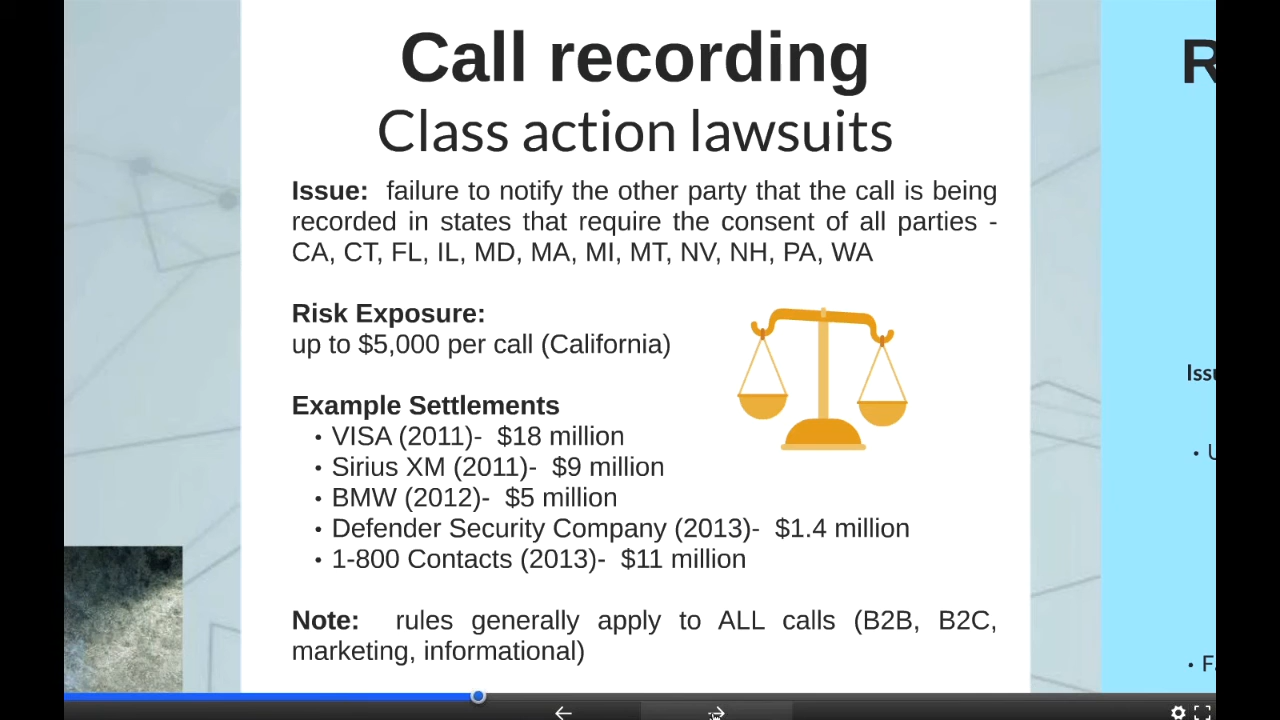 Call recording
Class action lawsuits
Issue: failure to notify the other party that the call is being
recorded in states that require the consent of all parties -
CA, CT, FL, IL, MD, MA, MI, MT, NV, NH, PA, WA
Risk Exposure:
up to $5,000 per call (California)
Example Settlements
• VISA (2011)- $18 million
• Sirius XM (2011)- $9 million
• BMW (2012)- $5 million
• Defender Security Company (2013)- $1.4 million
• 1-800 Contacts (2013)- $11 million
Note: rules generally apply to ALL calls (B2B, B2C,
marketing, informational)